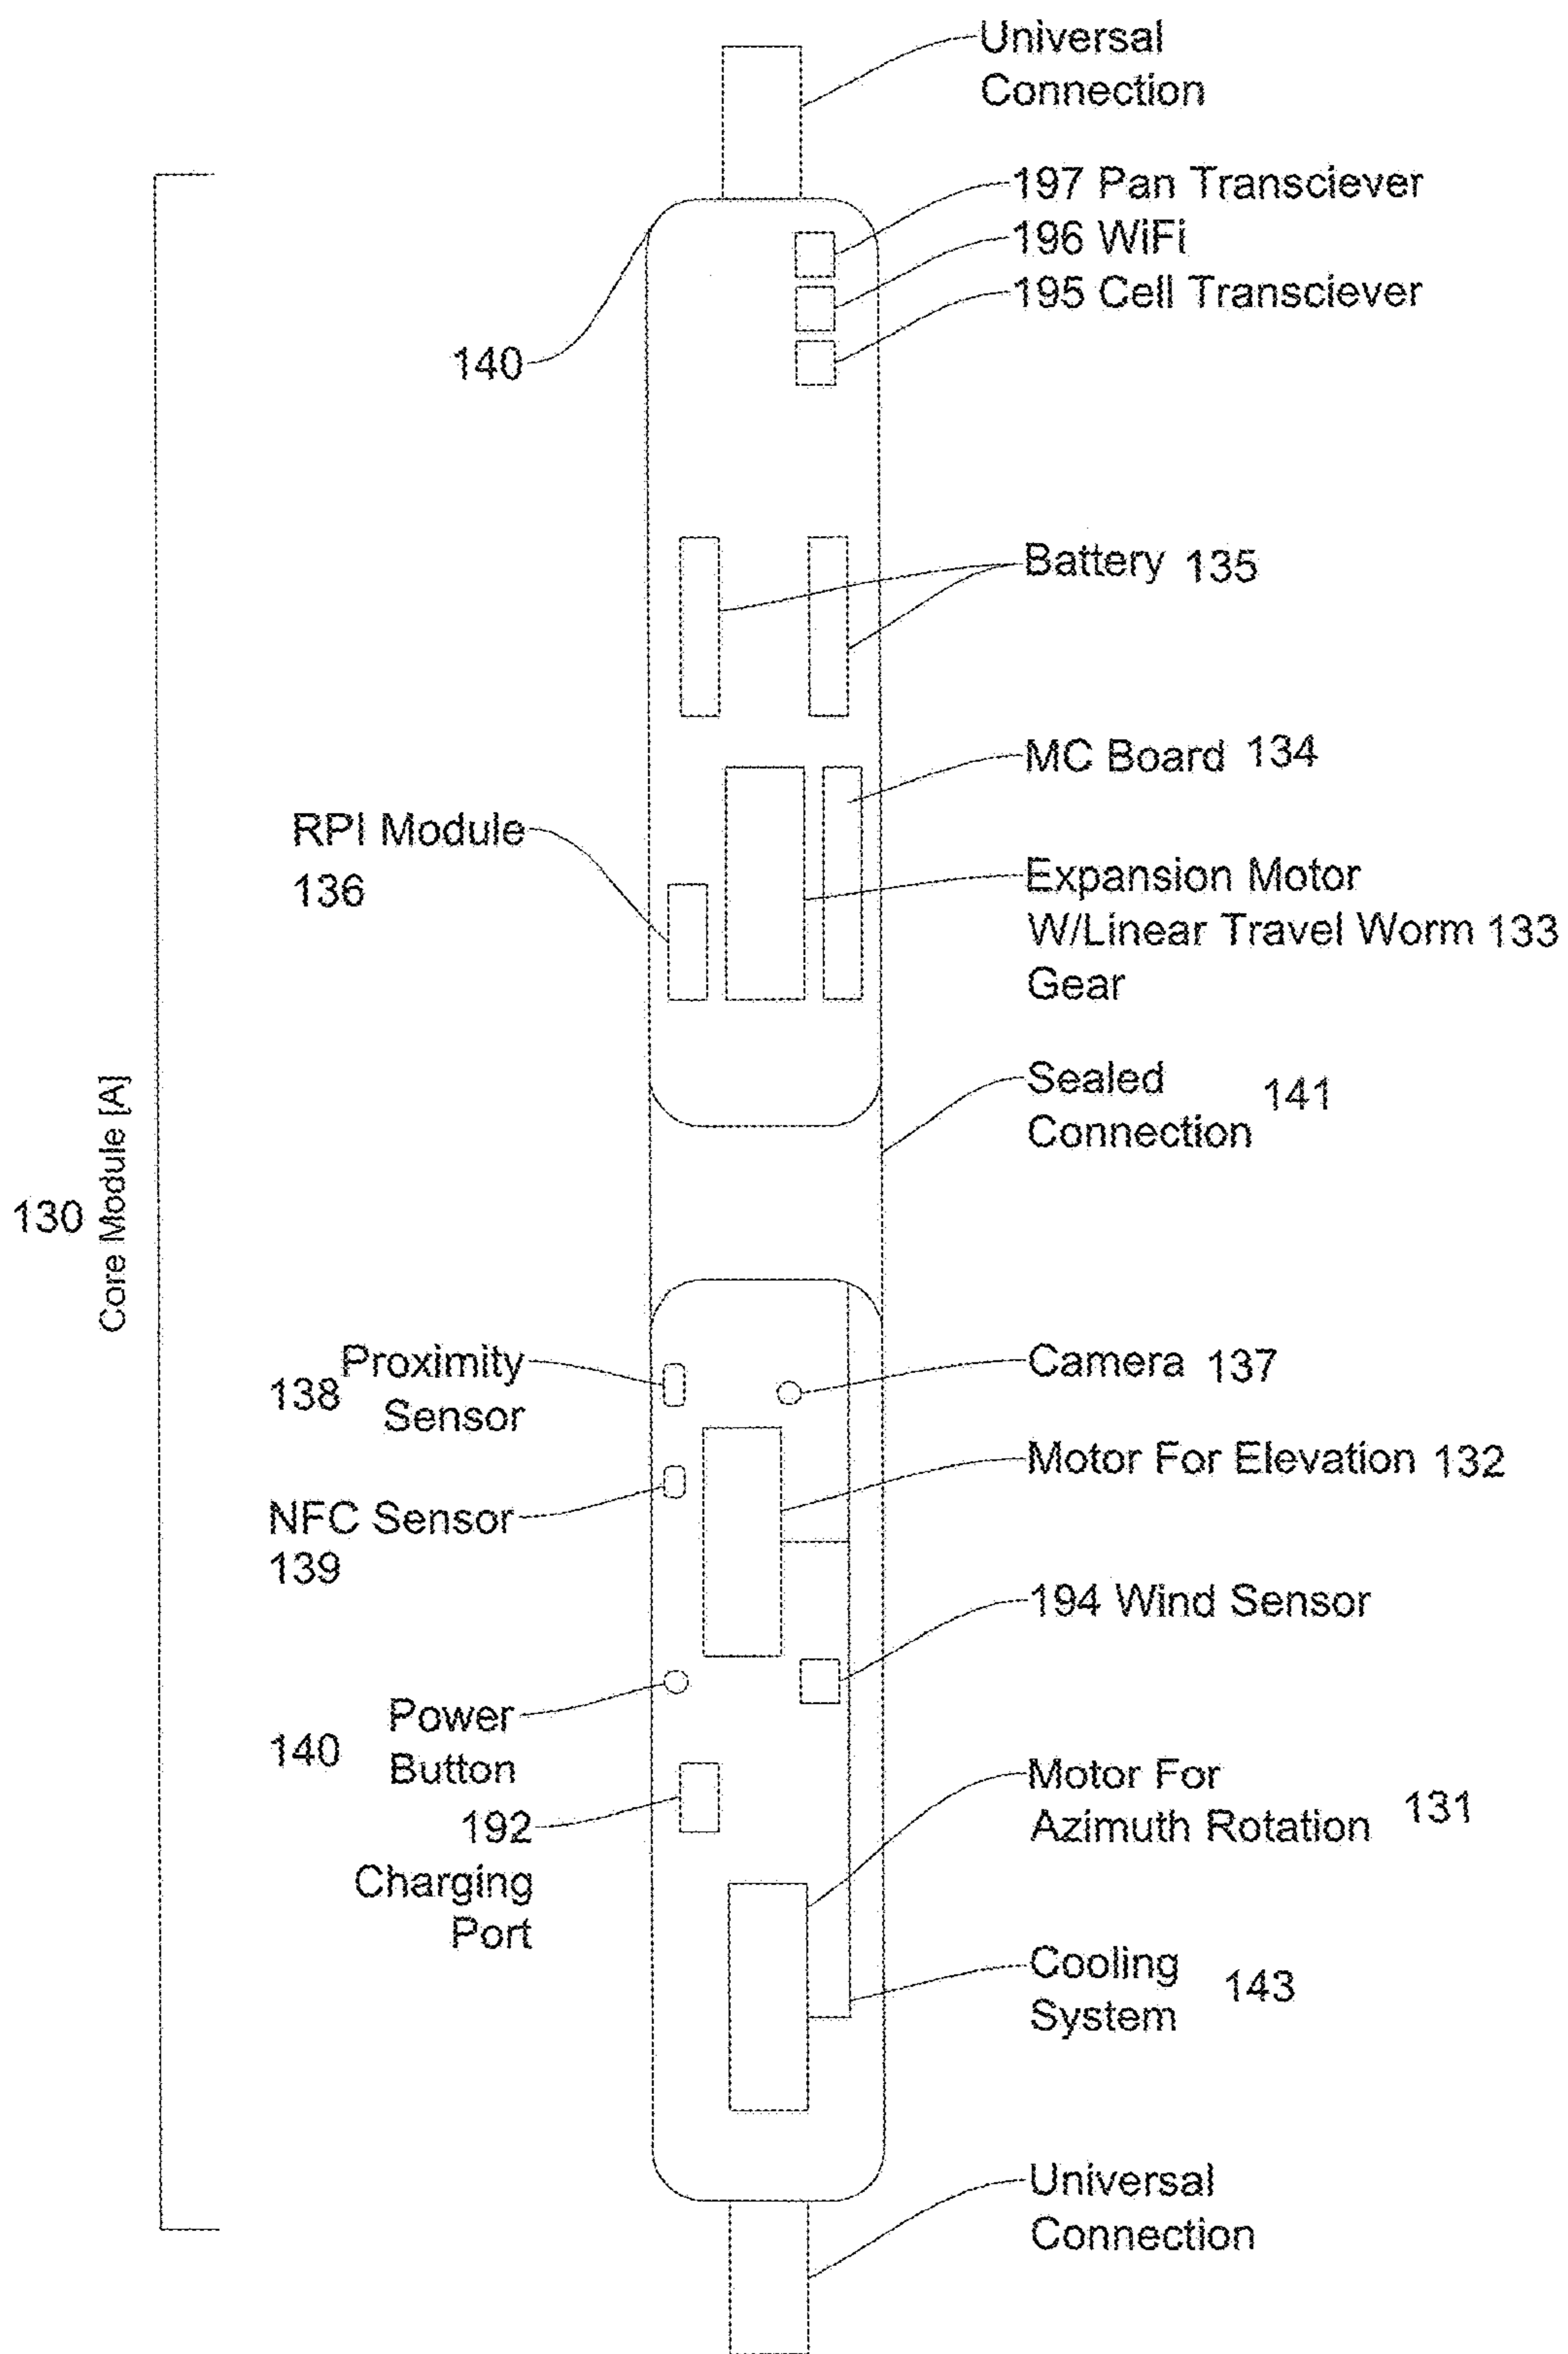 Universal
Connection
197 Pan Transciever
196 WiFi
195 Cell Transciever
140
Battery 135
MC Board 134
RPI Module
136
Expansion Motor
W/Linear Travel Worm 133
Gear
Sealed
Connection 141
130 Core Module [A]
Proximity
138 Sensor
Camera 137
Motor For Elevation 132
NFC Sensor
139
194 Wind Sensor
Power
140 Button
192
Charging
Port
Motor For
Azimuth Rotation 131
Cooling
System 143
Universal
Connection